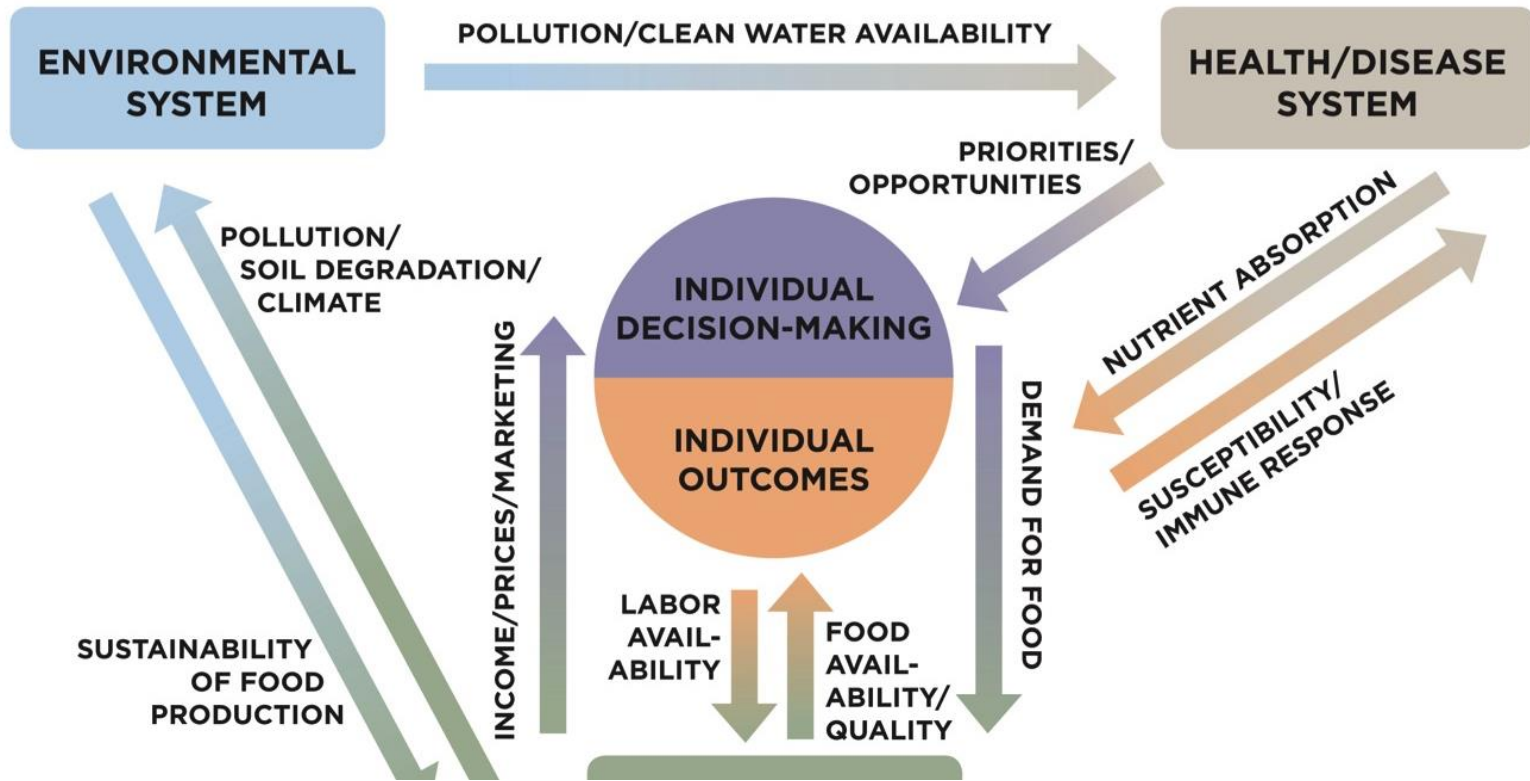 ENVIRONMENTAL
SYSTEM
POLLUTION/CLEAN WATER AVAILABILITY
HEALTH/DISEASE
SYSTEM
PRIORITIES/
OPPORTUNITIES
POLLUTION/
SOIL DEGRADATION/
CLIMATE
INDIVIDUAL
DECISION-MAKING
INDIVIDUAL
OUTCOMES
NUTRIENT ABSORPTION
SUSCEPTIBILITY/
IMMUNE RESPONSE
INCOME/PRICES/MARKETING
DEMAND FOR FOOD
LABOR
AVAIL-
ABILITY
FOOD
AVAIL-
ABILITY/
QUALITY
SUSTAINABILITY
OF FOOD
PRODUCTION